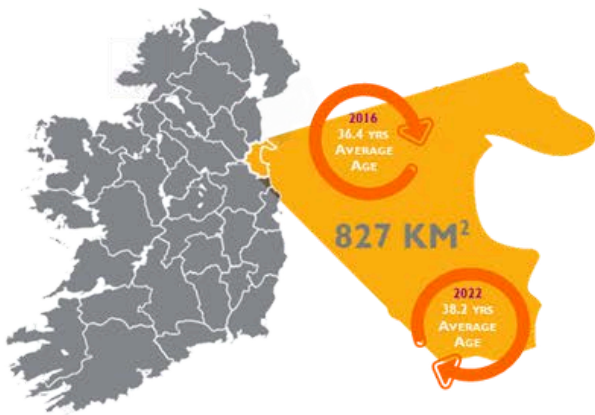 2016
36.4 YRS
AVERAGE
AGE
827 KM²
2022
38.2 YRS
AVERAGE
AGE